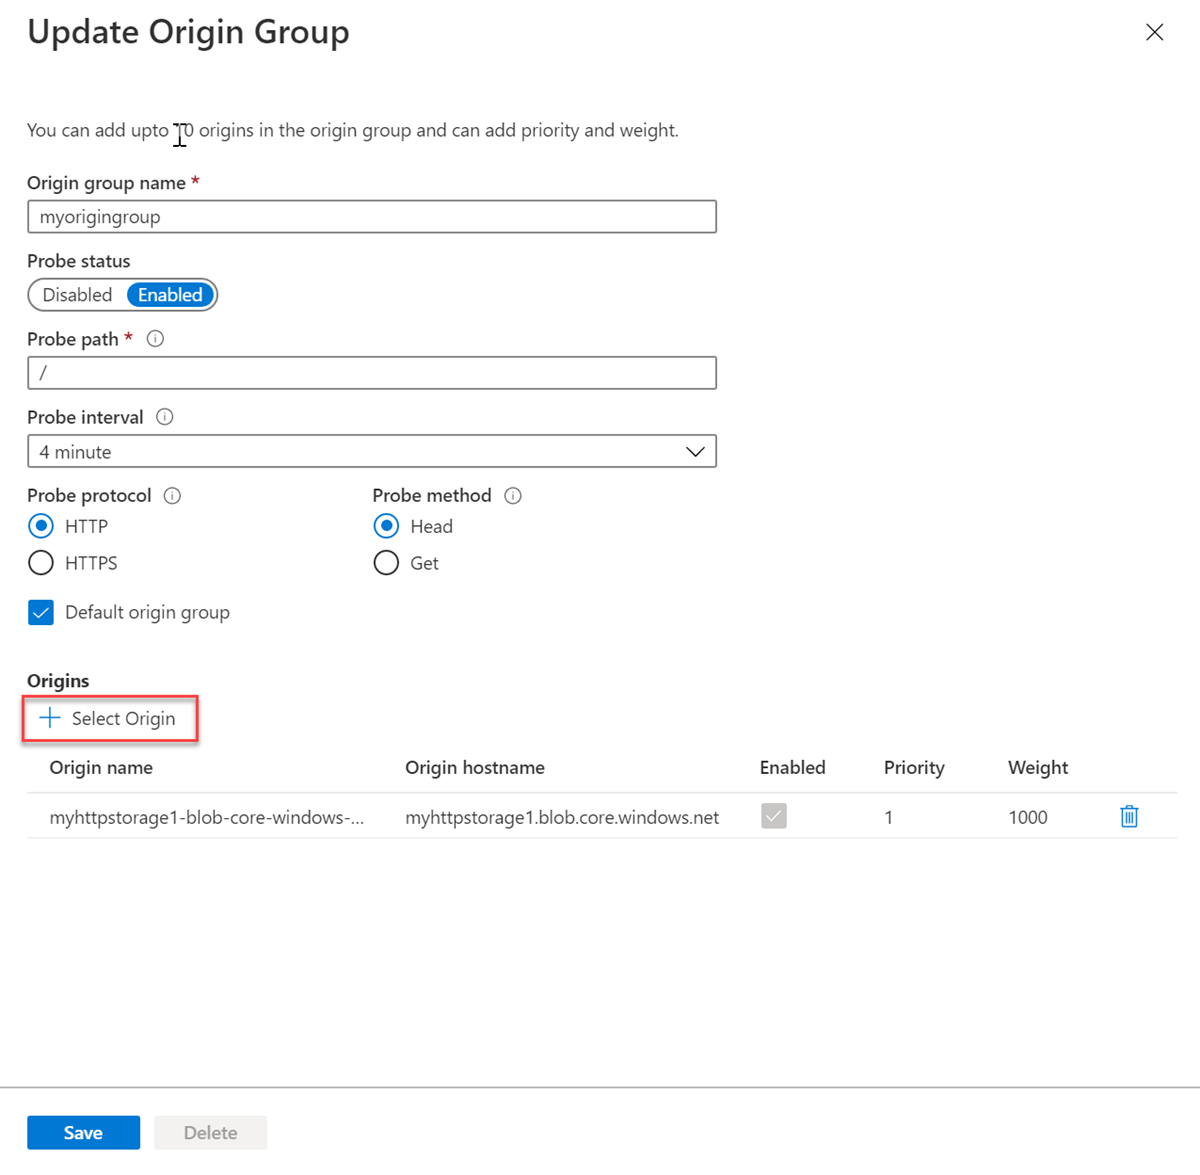 Update Origin Group
You can add upto 10 origins in the origin group and can add priority and weight.
Origin group name *
myorigingroup
Probe status
Disabled Enabled
Probe path *
/
Probe interval
4 minute
Probe protocol Probe method
HTTP Head
HTTPS Get
Default origin group
Origins
Select Origin
Origin name Origin hostname Enabled Priority Weight
myhttpstorage1-blob-core-windows-... myhttpstorage1.blob.core.windows.net 1 1000
Save Delete